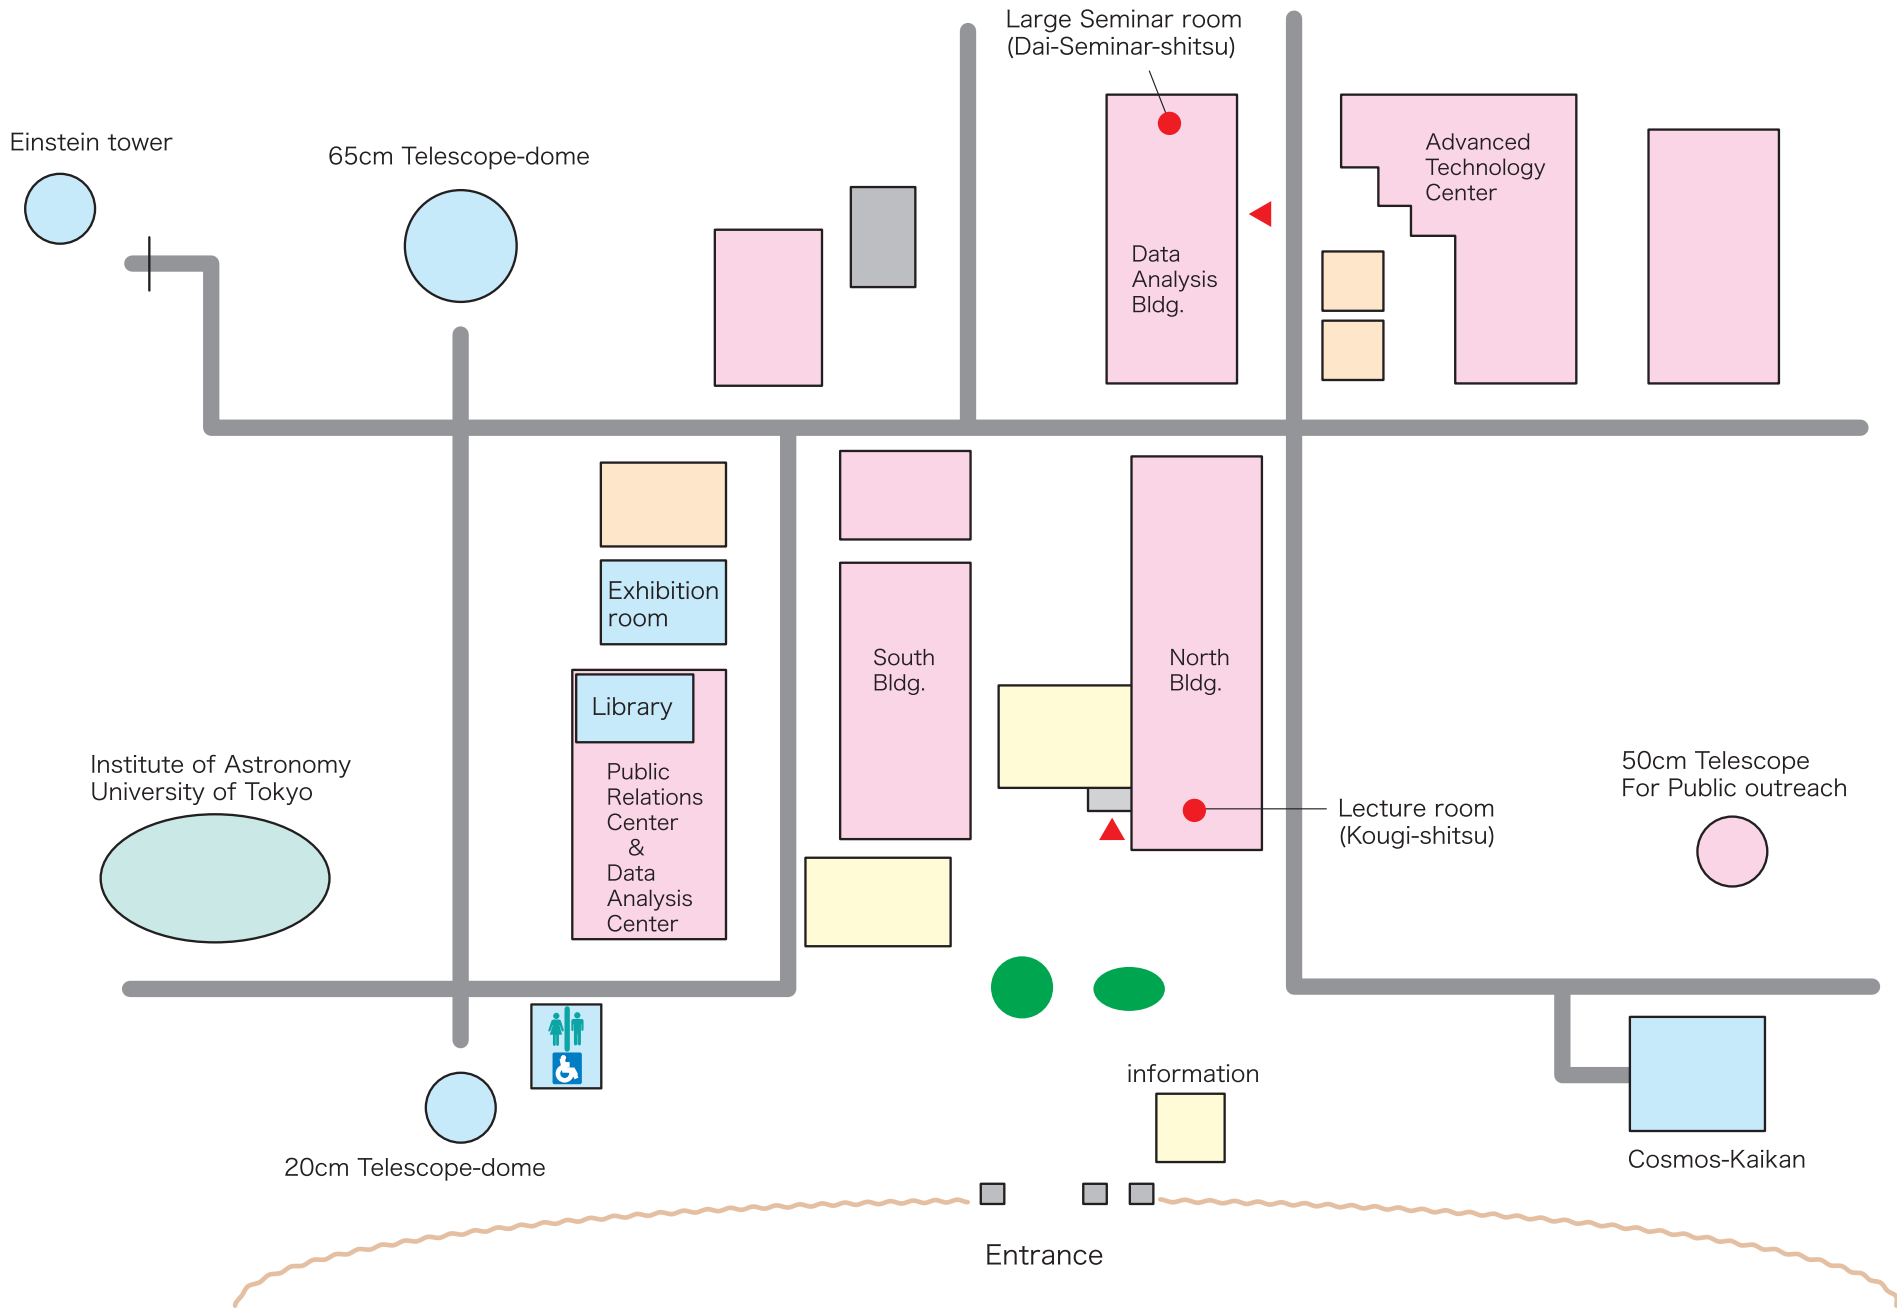 Large Seminar room
(Dai-Seminar-shitsu)
Einstein tower
65cm Telescope-dome
Advanced
Technology
Center
Data
Analysis
Bldg.
Exhibition
room
South
Bldg.
North
Bldg.
Library
Public
Relations
Center
&
Data
Analysis
Center
Institute of Astronomy
University of Tokyo
50cm Telescope
For Public outreach
Lecture room
(Kougi-shitsu)
information
20cm Telescope-dome
Cosmos-Kaikan
Entrance